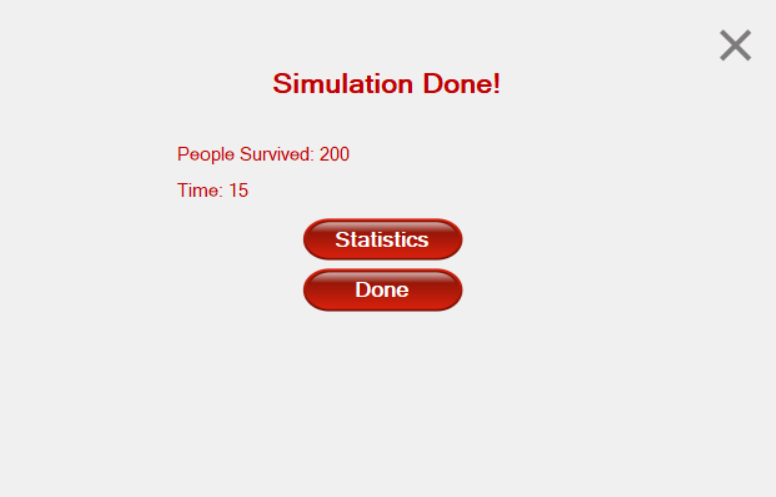 Simulation Done!
People Survived: 200
Time: 15
Statistics
Done